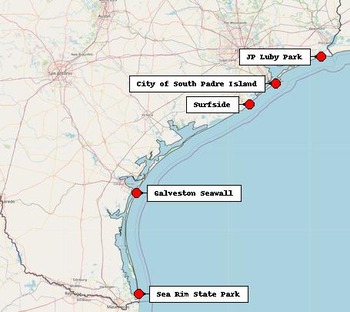 JP Luby Park
City of South Padre Island
Surfside
Galveston Seawall
Sea Rim State Park